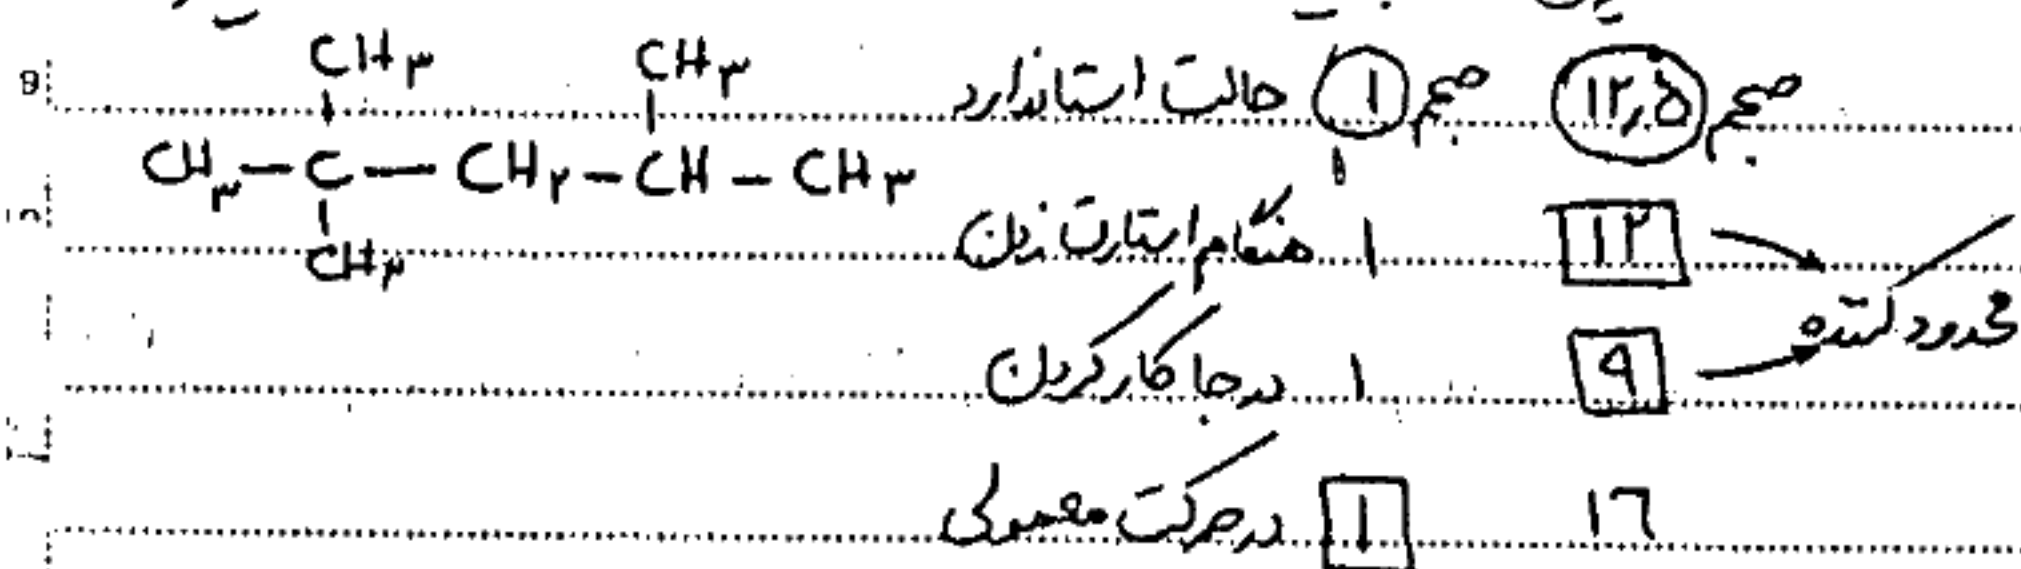 CH۳ CH۳
حجم ۱۲٫۵ حجم ۱ حالت استاندارد
CH۳ – C – CH۲ – CH – CH۳
۱۲ ۱ هنگام استارت زدن
CH۳
محدود کننده
۹ ۱ درجا کار کردن
۱۶ ۱ در حرکت معمولی